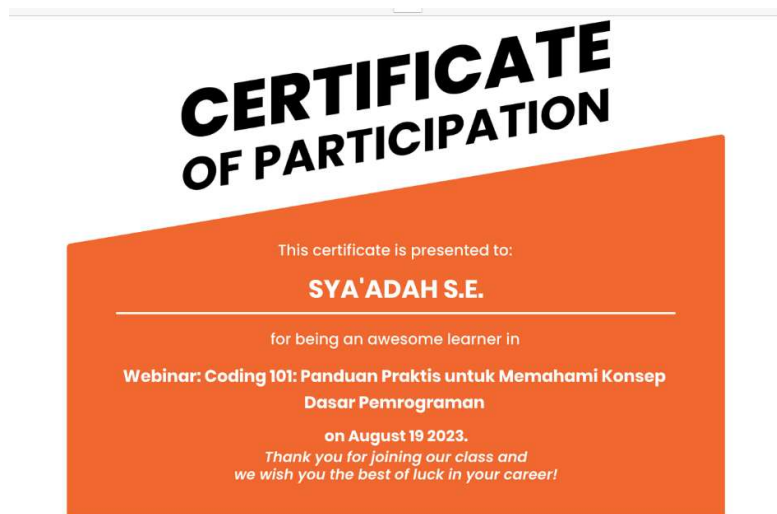 CERTIFICATE
OF PARTICIPATION
This certificate is presented to:
SYA'ADAH S.E.
for being an awesome learner in
Webinar: Coding 101: Panduan Praktis untuk Memahami Konsep
Dasar Pemrograman
on August 19 2023.
Thank you for joining our class and
we wish you the best of luck in your career!